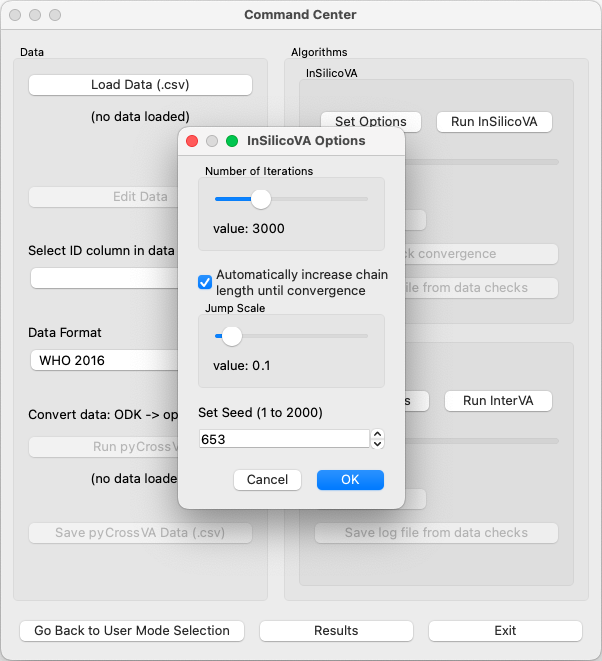 Command Center
Data
Load Data (.csv)
(no data loaded)
Edit Data
Select ID column in data
Data Format
WHO 2016
Convert data: ODK -> op
Run pyCrossV
(no data loade
Save pyCrossVA Data (.csv)
Algorithms
InSilicoVA
Set Options
Run InSilicoVA
k convergence
file from data checks
s
Run InterVA
Save log file from data checks
InSilicoVA Options
Number of Iterations
value: 3000
Automatically increase chain
length until convergence
Jump Scale
value: 0.1
Set Seed (1 to 2000)
653
Cancel
OK
Go Back to User Mode Selection
Results
Exit